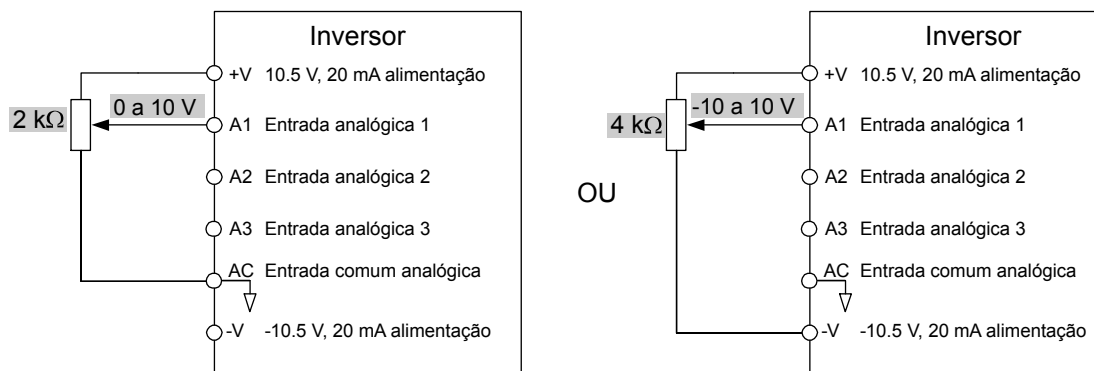 Inversor
+V 10.5 V, 20 mA alimentação
2 kΩ
0 a 10 V
A1 Entrada analógica 1
A2 Entrada analógica 2
A3 Entrada analógica 3
AC Entrada comum analógica
-V -10.5 V, 20 mA alimentação
OU
Inversor
+V 10.5 V, 20 mA alimentação
4 kΩ
-10 a 10 V
A1 Entrada analógica 1
A2 Entrada analógica 2
A3 Entrada analógica 3
AC Entrada comum analógica
-V -10.5 V, 20 mA alimentação